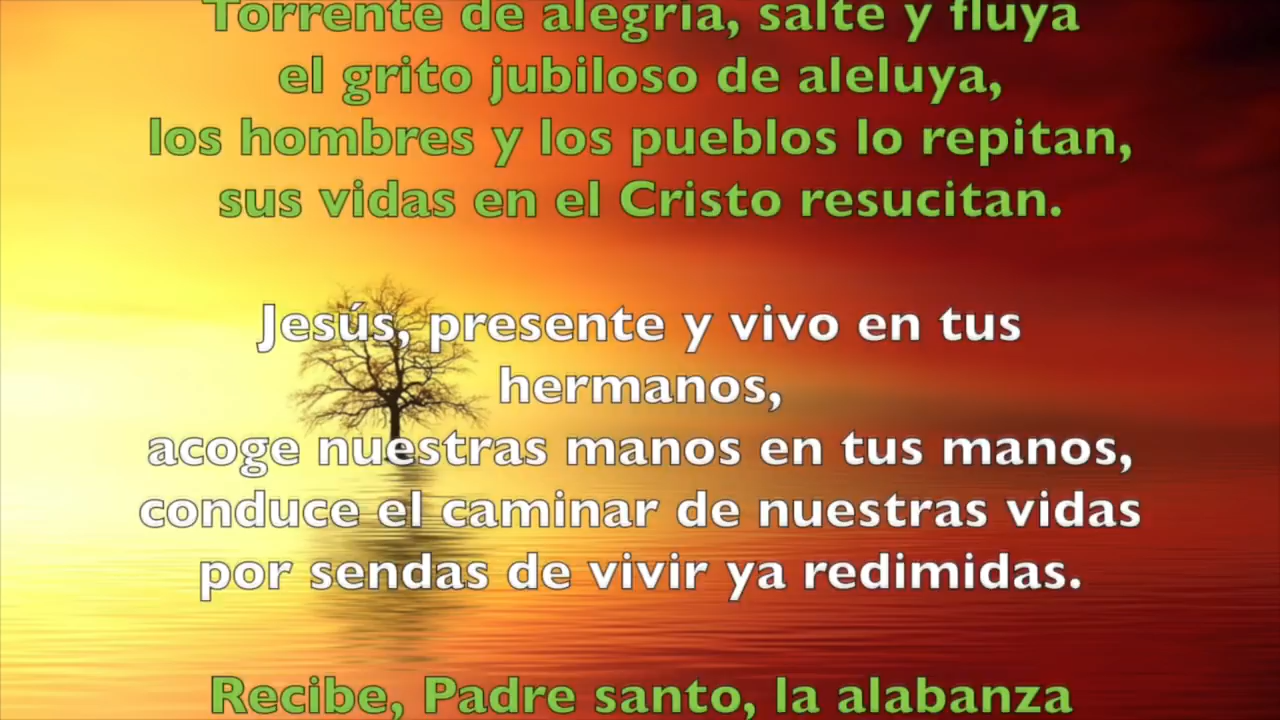 Torrente de alegría, salte y fluya
el grito jubiloso de aleluya,
los hombres y los pueblos lo repitan,
sus vidas en el Cristo resucitan.
Jesús, presente y vivo en tus
hermanos,
acoge nuestras manos en tus manos,
conduce el caminar de nuestras vidas
por sendas de vivir ya redimidas.
Recibe, Padre santo, la alabanza